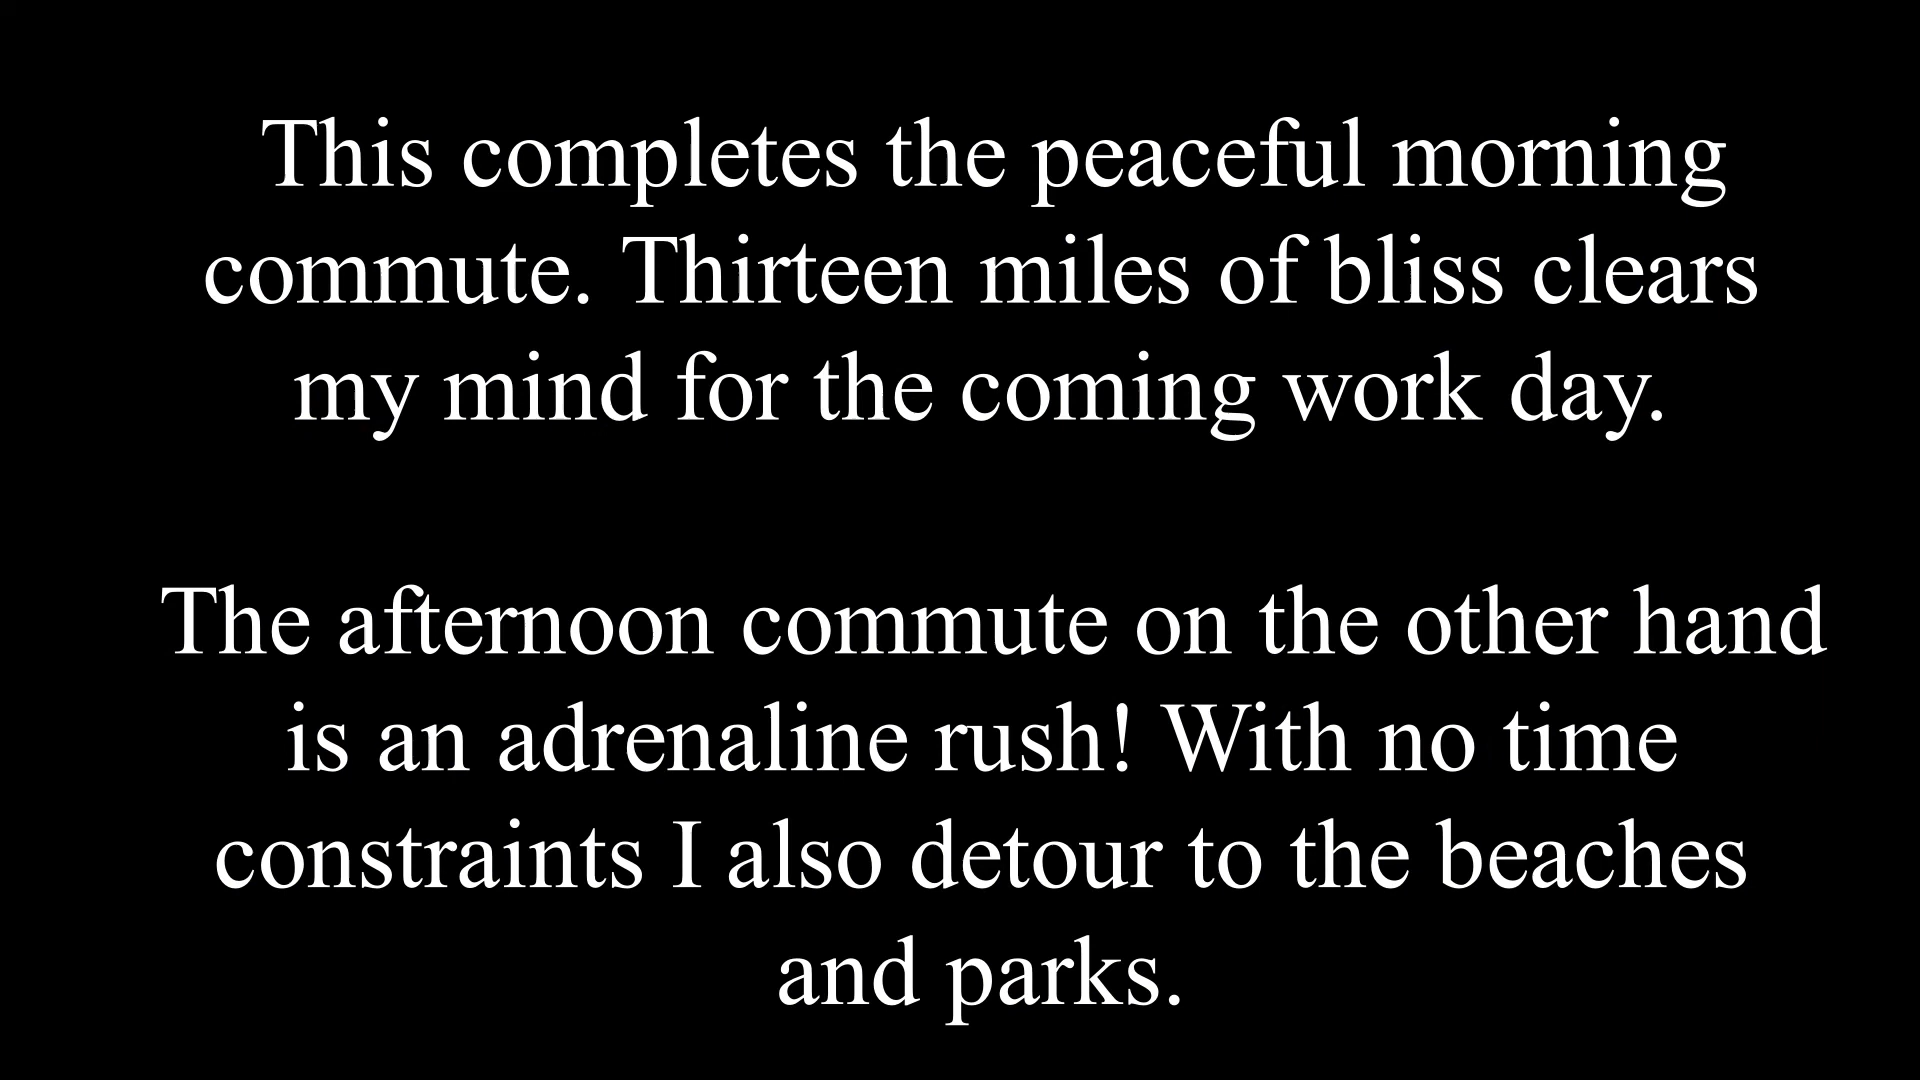 This completes the peaceful morning
commute. Thirteen miles of bliss clears
my mind for the coming work day.
The afternoon commute on the other hand
is an adrenaline rush! With no time
constraints I also detour to the beaches
and parks.